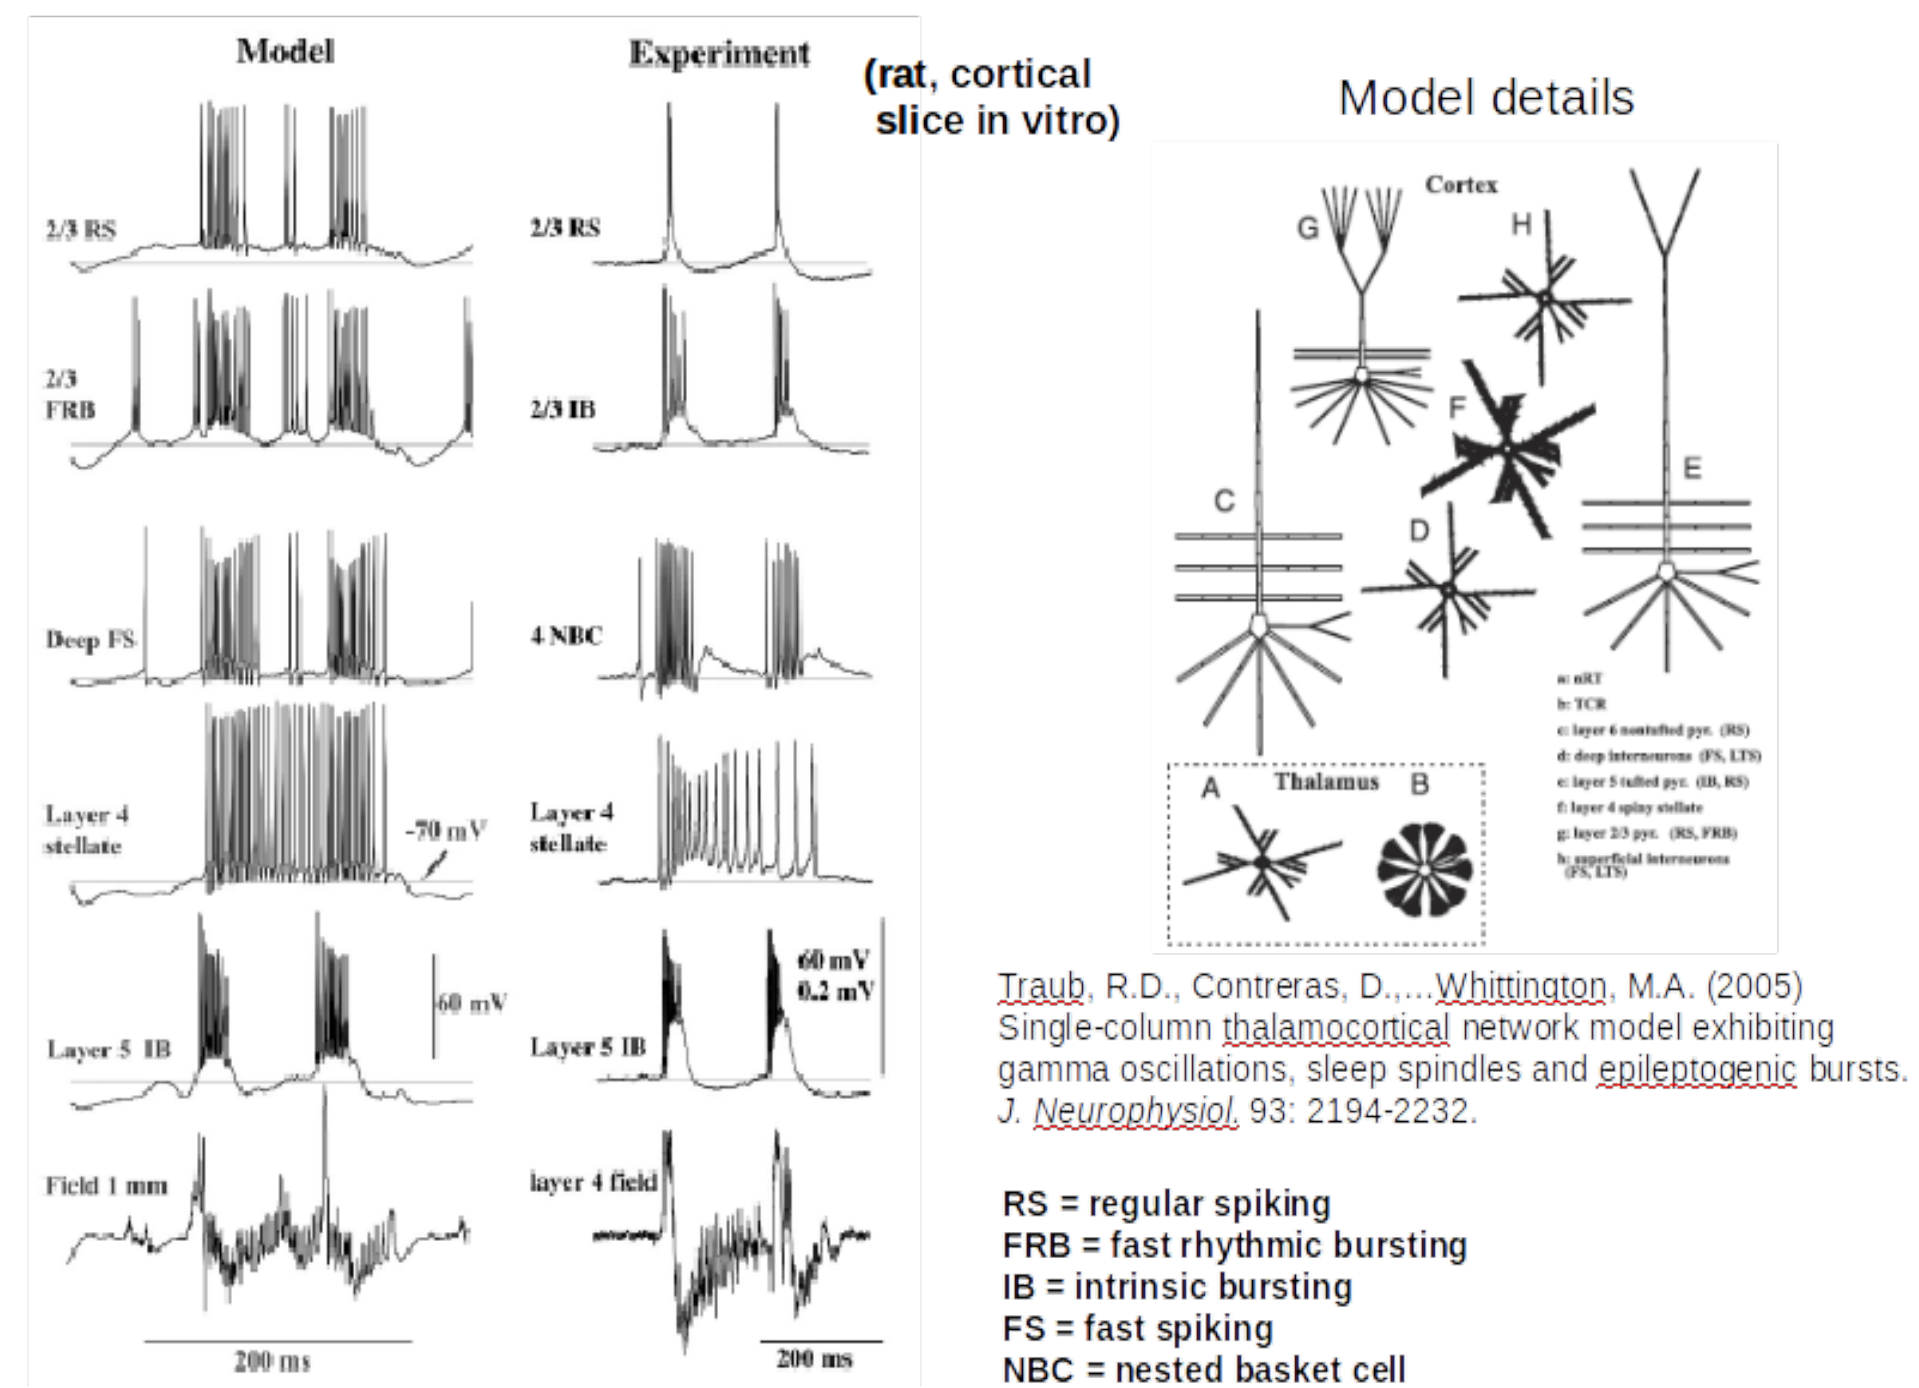 Model
Experiment
(rat, cortical
slice in vitro)
2/3 RS
2/3
FRB
Deep FS
Layer 4
stellate
-70 mV
Layer 5 IB
60 mV
Field 1 mm
200 ms
2/3 RS
2/3 IB
4 NBC
Layer 4
stellate
60 mV
0.2 mV
Layer 5 IB
layer 4 field
200 ms
Model details
Cortex
G
H
F
E
C
D
a: nRT
b: TCR
c: layer 6 nontufted pyr. (RS)
d: deep interneurons (FS, LTS)
e: layer 5 tufted pyr. (IB, RS)
f: layer 4 spiny stellate
g: layer 2/3 pyr. (RS, FRB)
h: superficial interneurons
(FS, LTS)
A
Thalamus
B
Traub, R.D., Contreras, D.,...Whittington, M.A. (2005)
Single-column thalamocortical network model exhibiting
gamma oscillations, sleep spindles and epileptogenic bursts.
J. Neurophysiol. 93: 2194-2232.
RS = regular spiking
FRB = fast rhythmic bursting
IB = intrinsic bursting
FS = fast spiking
NBC = nested basket cell